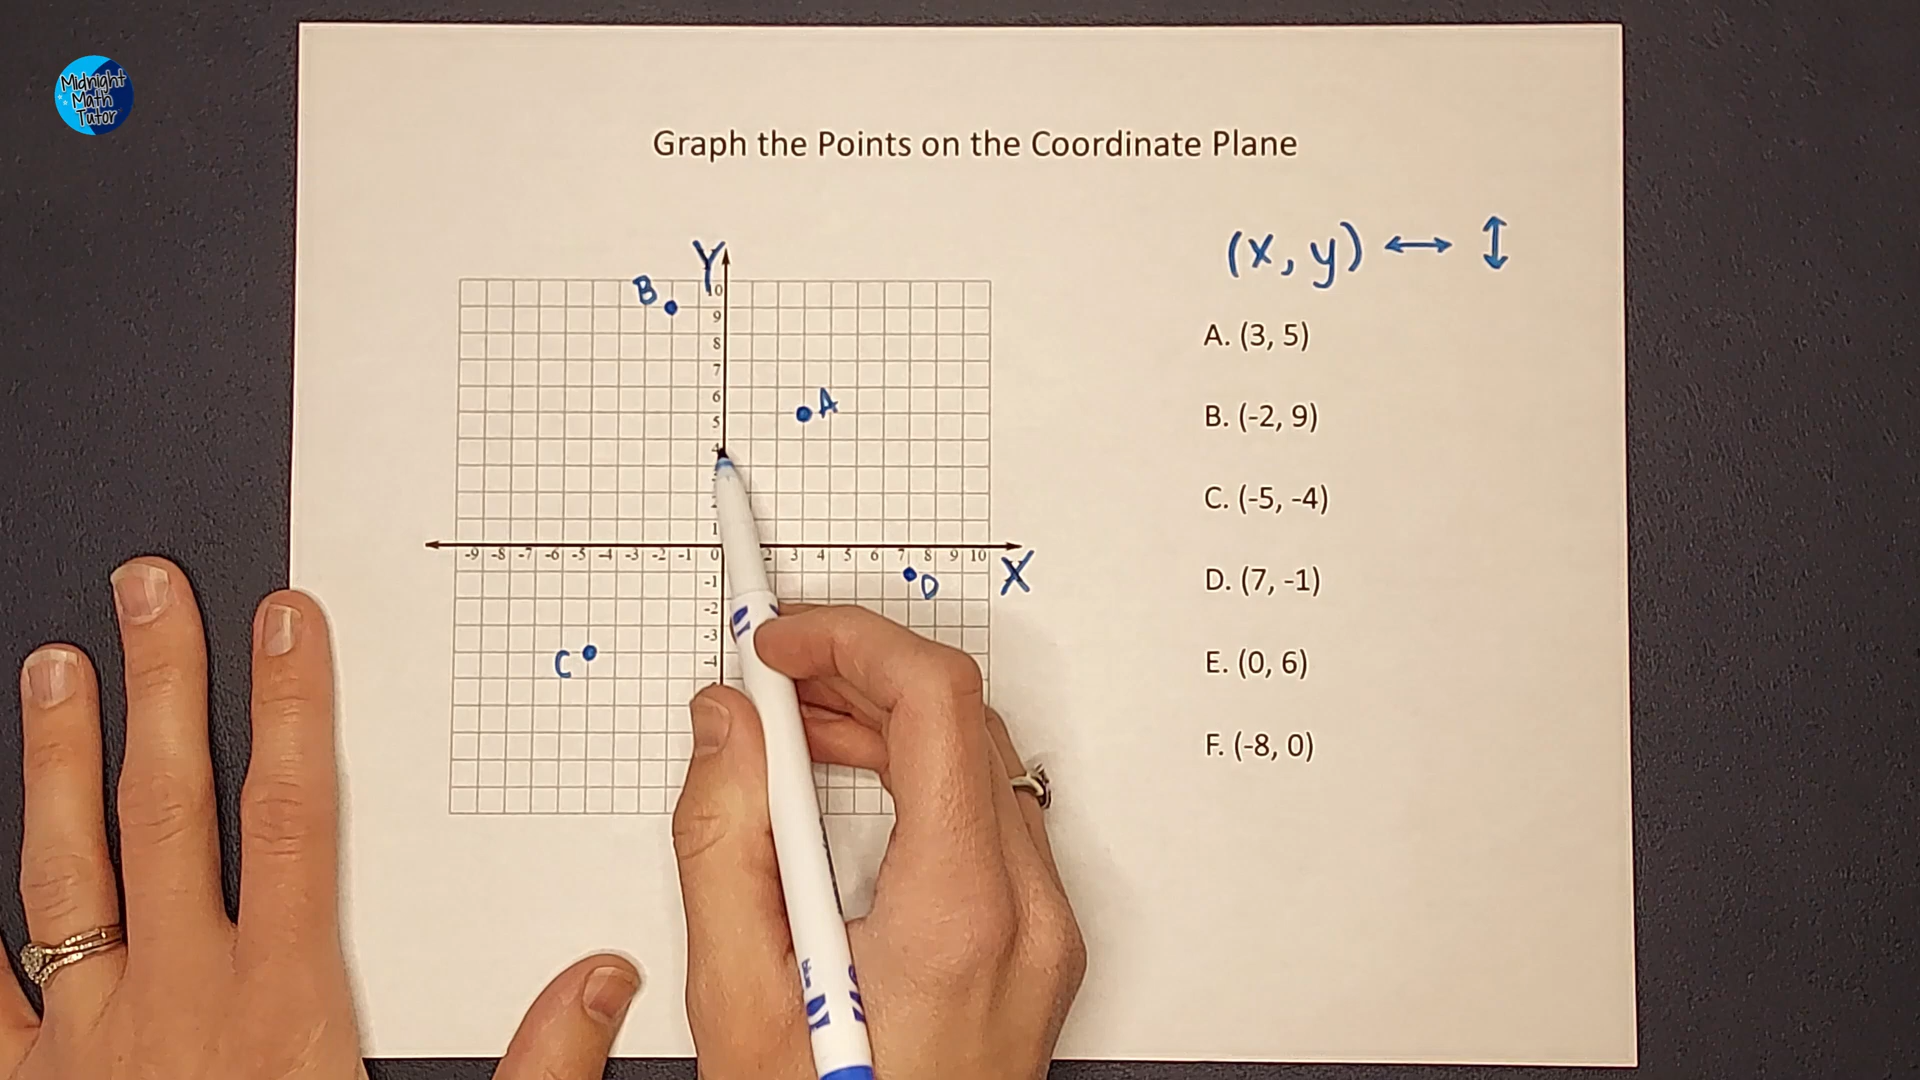 Midnight
Math
Tutor
Graph the Points on the Coordinate Plane
(x, y) ↔ ↕
Y
B
10
9
8
7
6
5
4
1
A
A. (3, 5)
B. (-2, 9)
C. (-5, -4)
D. (7, -1)
E. (0, 6)
F. (-8, 0)
-9 -8 -7 -6 -5 -4 -3 -2 -1 0 2 3 4 5 6 7 8 9 10
X
D
-1
-2
-3
-4
C